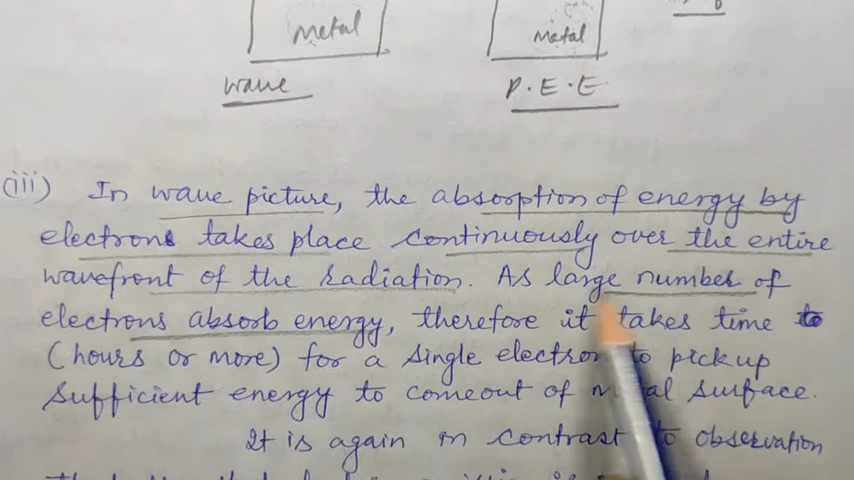 Metal
Metal
wave
P.E.E
(iii) In wave picture, the absorption of energy by
electrons takes place continuously over the entire
wavefront of the radiation. As large number of
electrons absorb energy, therefore it takes time to
(hours or more) for a single electron to pick up
sufficient energy to comeout of metal surface.
It is again in contrast to observation